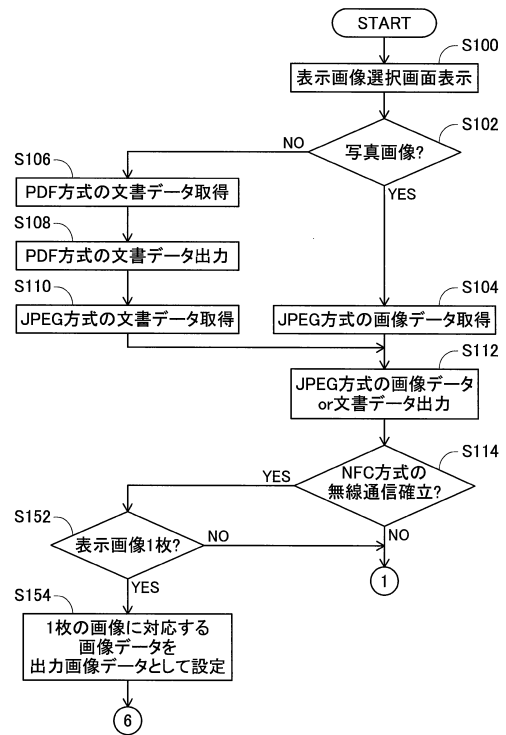 START
S100
表示画像選択画面表示
S102
写真画像?
NO
YES
S106
PDF方式の文書データ取得
S108
PDF方式の文書データ出力
S110
JPEG方式の文書データ取得
S104
JPEG方式の画像データ取得
S112
JPEG方式の画像データ
or文書データ出力
S114
NFC方式の
無線通信確立?
YES
NO
S152
表示画像1枚?
NO
YES
1
S154
1枚の画像に対応する
画像データを
出力画像データとして設定
6